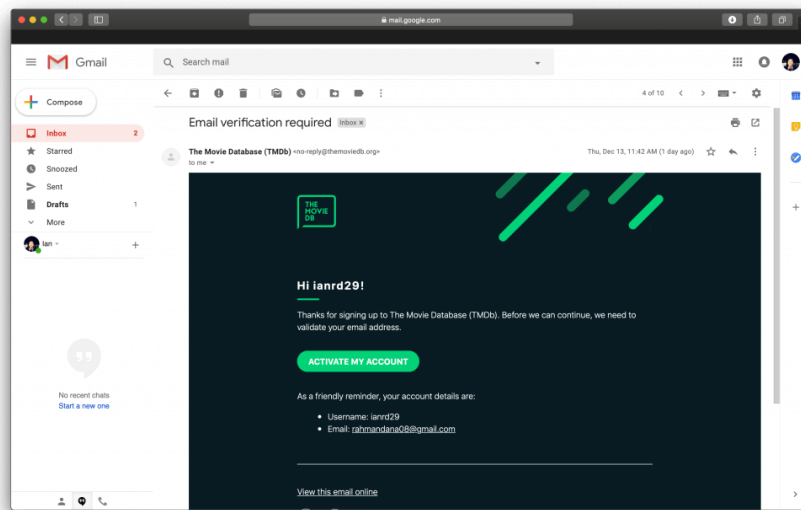 mail.google.com
Gmail
Search mail
Compose
4 of 10
Inbox 2
Starred
Snoozed
Sent
Drafts 1
More
Ian
No recent chats
Start a new one
Email verification required Inbox x
The Movie Database (TMDb) <no-reply@themoviedb.org>
to me
Thu, Dec 13, 11:42 AM (1 day ago)
THE
MOVIE
DB
Hi ianrd29!
Thanks for signing up to The Movie Database (TMDb). Before we can continue, we need to
validate your email address.
ACTIVATE MY ACCOUNT
As a friendly reminder, your account details are:
• Username: ianrd29
• Email: rahmandana08@gmail.com
View this email online